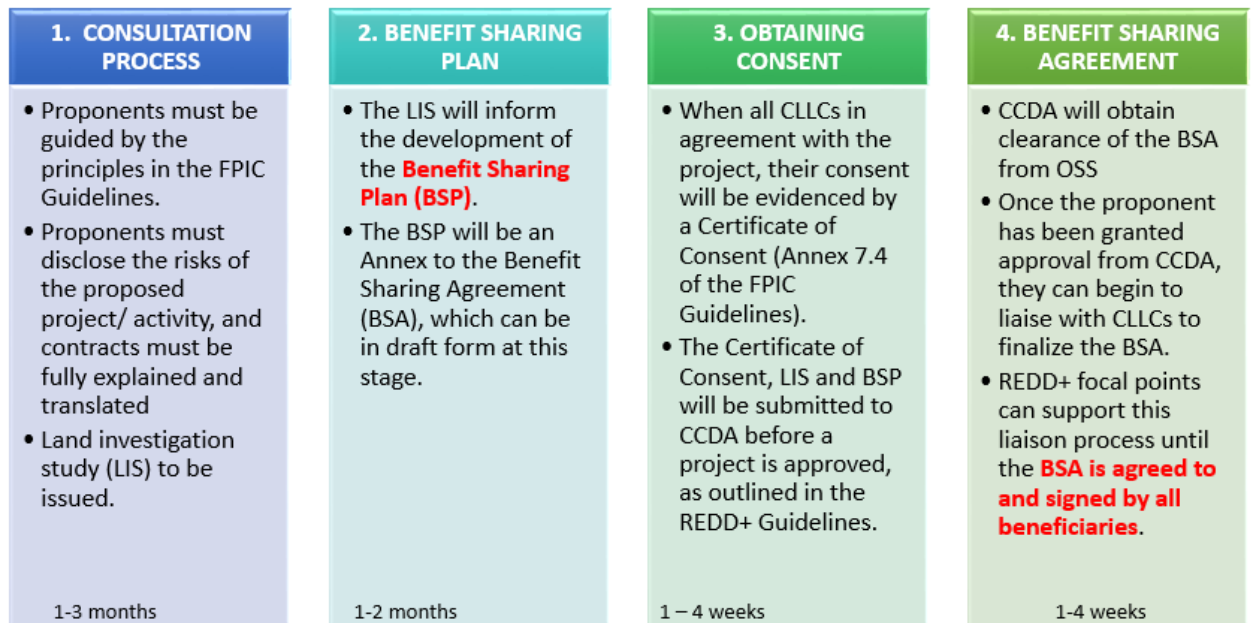 1. CONSULTATION
PROCESS
• Proponents must be
guided by the
principles in the FPIC
Guidelines.
• Proponents must
disclose the risks of
the proposed
project/ activity, and
contracts must be
fully explained and
translated
• Land investigation
study (LIS) to be
issued.
1-3 months
2. BENEFIT SHARING
PLAN
• The LIS will inform
the development of
the Benefit Sharing
Plan (BSP).
• The BSP will be an
Annex to the Benefit
Sharing Agreement
(BSA), which can be
in draft form at this
stage.
1-2 months
3. OBTAINING
CONSENT
• When all CLLCs in
agreement with the
project, their consent
will be evidenced by
a Certificate of
Consent (Annex 7.4
of the FPIC
Guidelines).
• The Certificate of
Consent, LIS and BSP
will be submitted to
CCDA before a
project is approved,
as outlined in the
REDD+ Guidelines.
1 – 4 weeks
4. BENEFIT SHARING
AGREEMENT
• CCDA will obtain
clearance of the BSA
from OSS
• Once the proponent
has been granted
approval from CCDA,
they can begin to
liaise with CLLCs to
finalize the BSA.
• REDD+ focal points
can support this
liaison process until
the BSA is agreed to
and signed by all
beneficiaries.
1-4 weeks